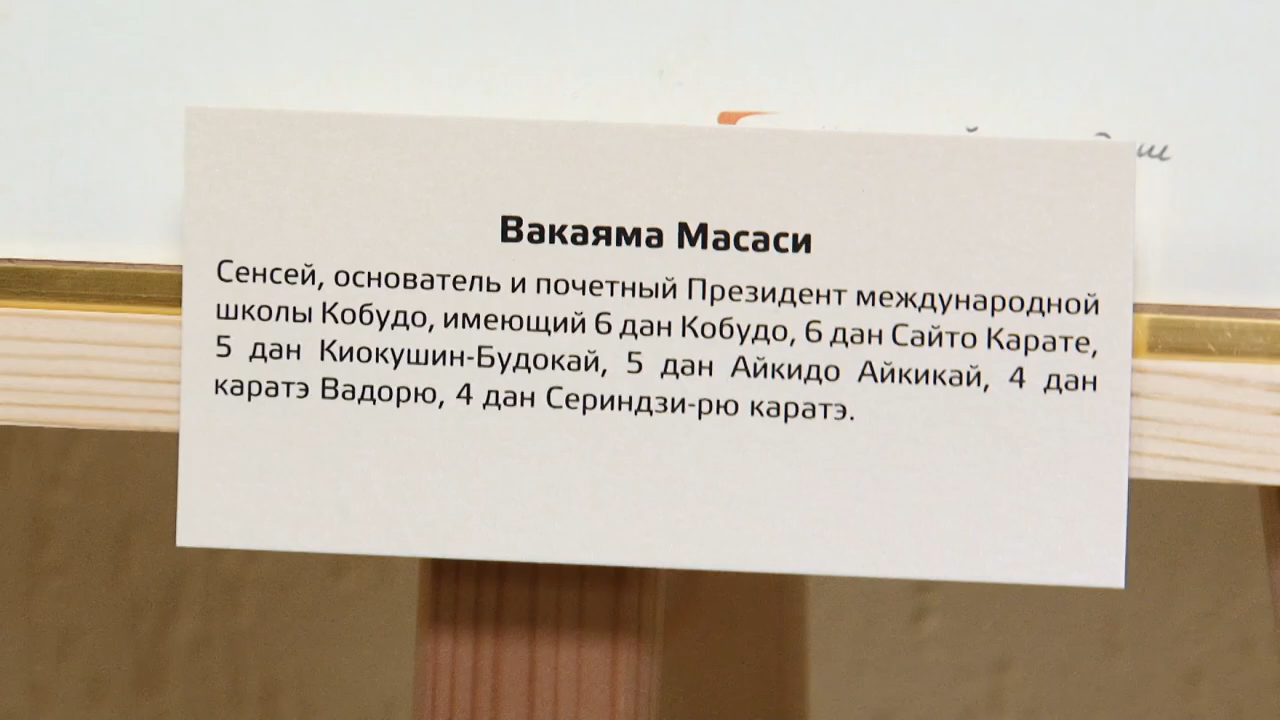 Вакаяма Масаси
Сенсей, основатель и почетный Президент международной
школы Кобудо, имеющий 6 дан Кобудо, 6 дан Сайто Карате,
5 дан Киокушин-Будокай, 5 дан Айкидо Айкикай, 4 дан
каратэ Вадорю, 4 дан Сериндзи-рю каратэ.